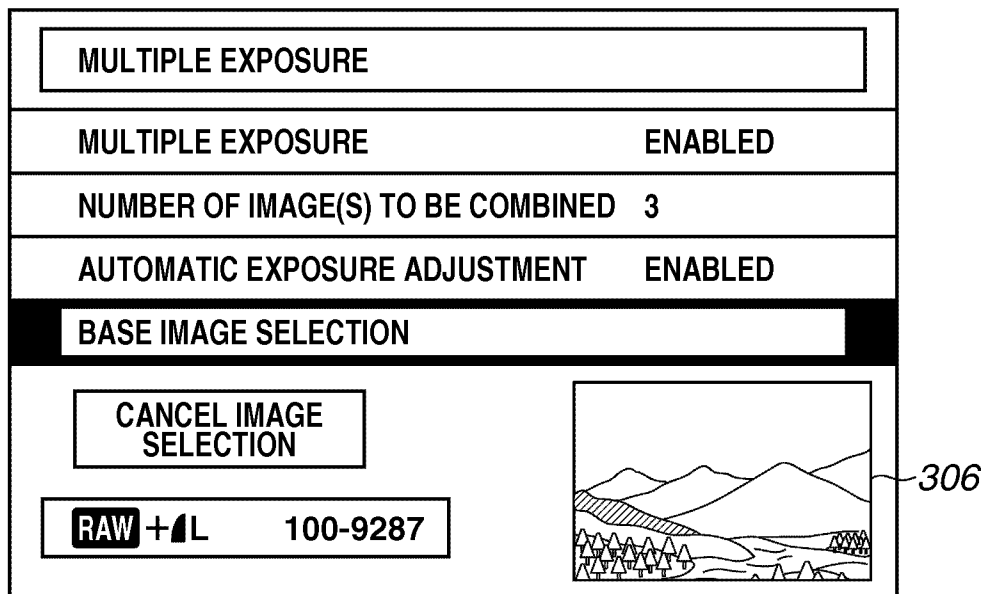 MULTIPLE EXPOSURE
MULTIPLE EXPOSURE ENABLED
NUMBER OF IMAGE(S) TO BE COMBINED 3
AUTOMATIC EXPOSURE ADJUSTMENT ENABLED
BASE IMAGE SELECTION
CANCEL IMAGE
SELECTION
306
RAW + L 100-9287